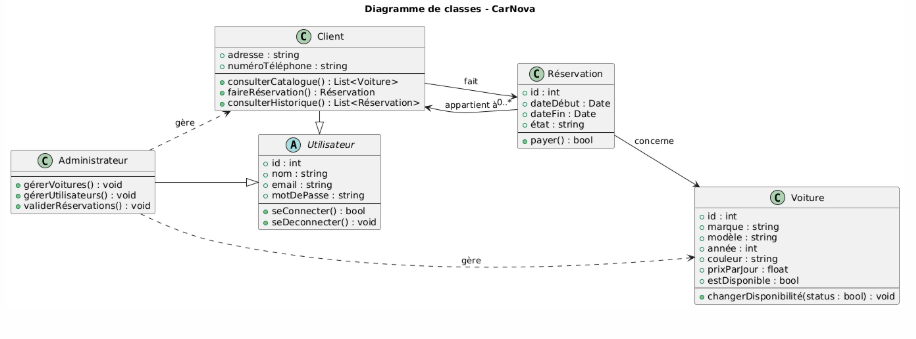 Diagramme de classes - CarNova
C Client
adresse : string
numéroTéléphone : string
consulterCatalogue() : List<Voiture>
faireRéservation() : Réservation
consulterHistorique() : List<Réservation>
fait
appartient à
0..*
C Réservation
id : int
dateDébut : Date
dateFin : Date
état : string
payer() : bool
concerne
gère
C Administrateur
gérerVoitures() : void
gérerUtilisateurs() : void
validerRéservations() : void
A Utilisateur
id : int
nom : string
email : string
motDePasse : string
seConnecter() : bool
seDeconnecter() : void
gère
C Voiture
id : int
marque : string
modèle : string
année : int
couleur : string
prixParJour : float
estDisponible : bool
changerDisponibilité(status : bool) : void